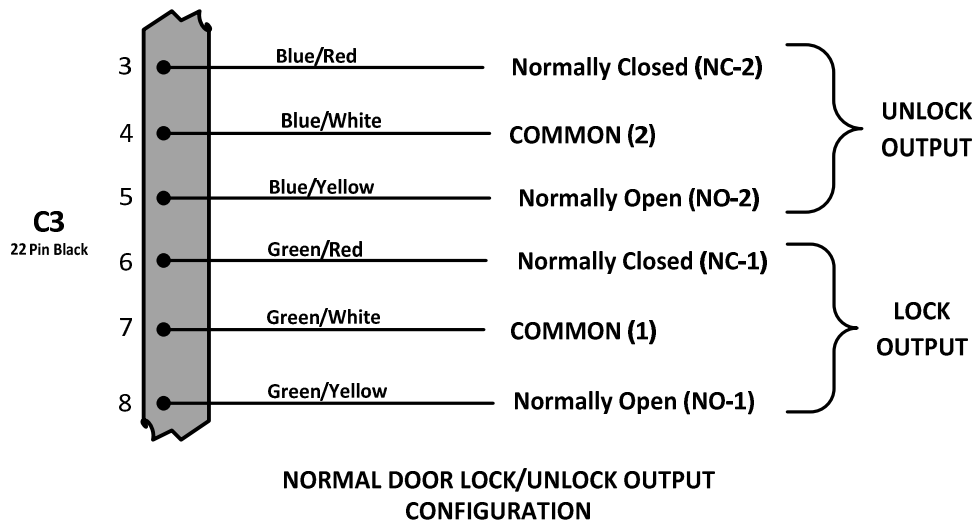 3 Blue/Red Normally Closed (NC-2)
4 Blue/White COMMON (2)
5 Blue/Yellow Normally Open (NO-2)
UNLOCK
OUTPUT
C3
22 Pin Black
6 Green/Red Normally Closed (NC-1)
7 Green/White COMMON (1)
8 Green/Yellow Normally Open (NO-1)
LOCK
OUTPUT
NORMAL DOOR LOCK/UNLOCK OUTPUT
CONFIGURATION